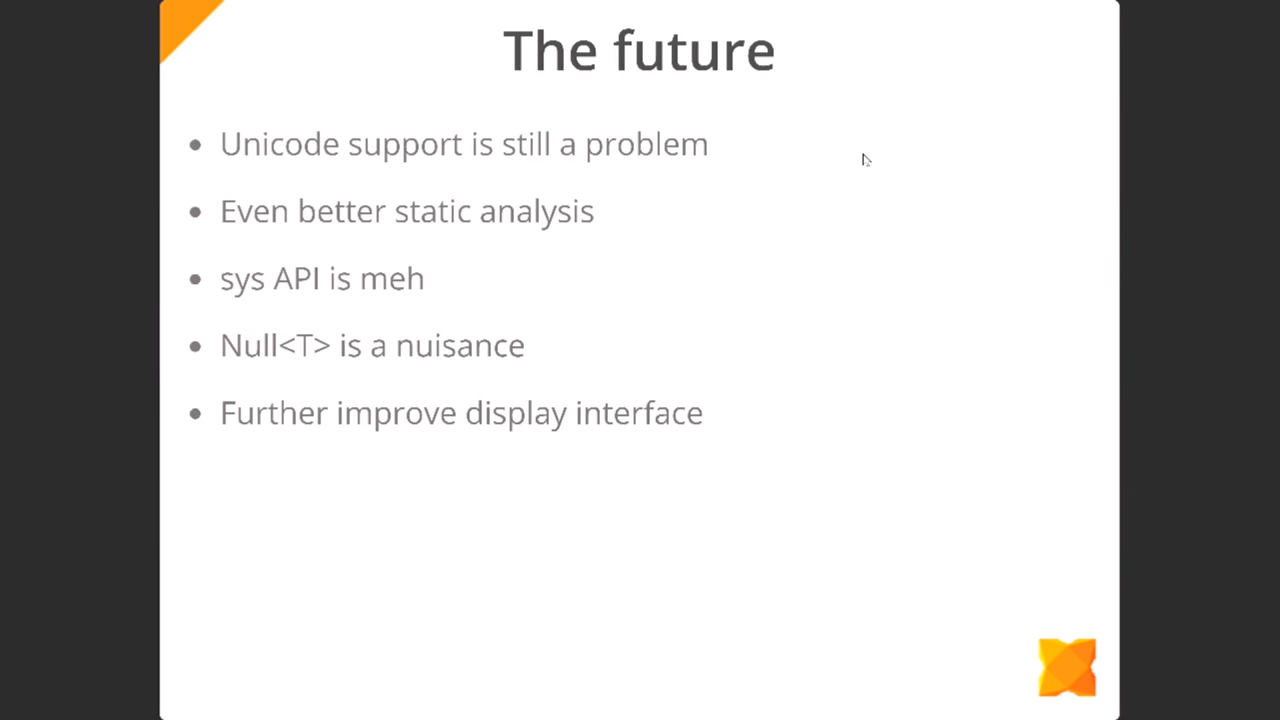 The future
Unicode support is still a problem
Even better static analysis
sys API is meh
Null<T> is a nuisance
Further improve display interface